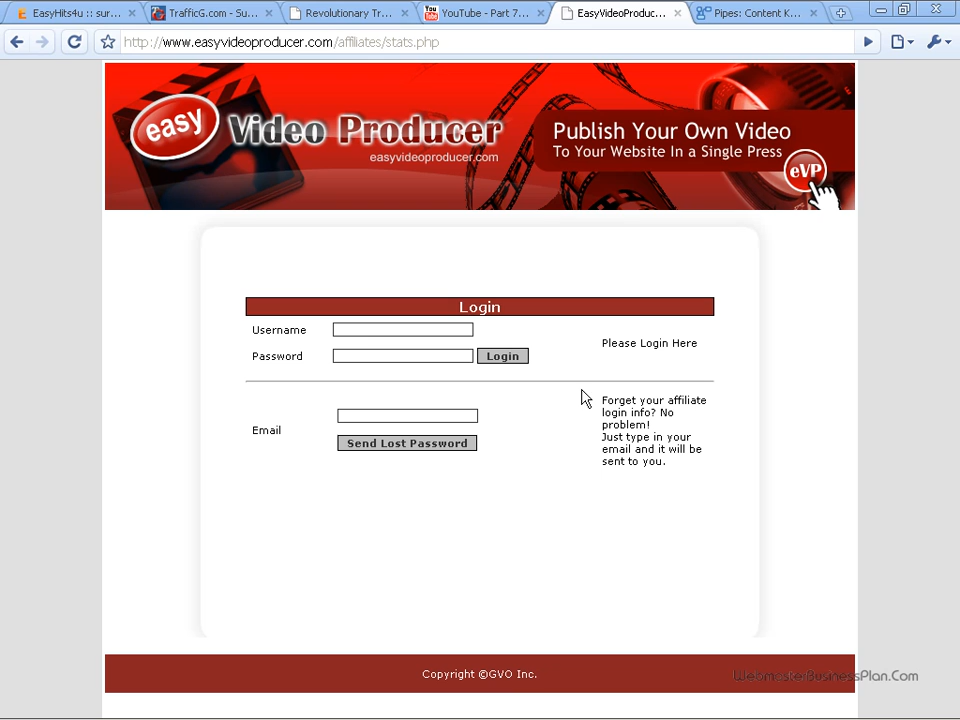 EasyHits4u :: sur...
TrafficG.com - Su...
Revolutionary Tr...
YouTube - Part 7...
EasyVideoProduc...
Pipes: Content K...
http://www.easyvideoproducer.com/affiliates/stats.php
easy Video Producer
easyvideoproducer.com
Publish Your Own Video
To Your Website In a Single Press
eVP
Login
Username
Password
Login
Please Login Here
Email
Send Lost Password
Forget your affiliate
login info? No
problem!
Just type in your
email and it will be
sent to you.
Copyright ©GVO Inc.
WebmasterBusinessPlan.Com